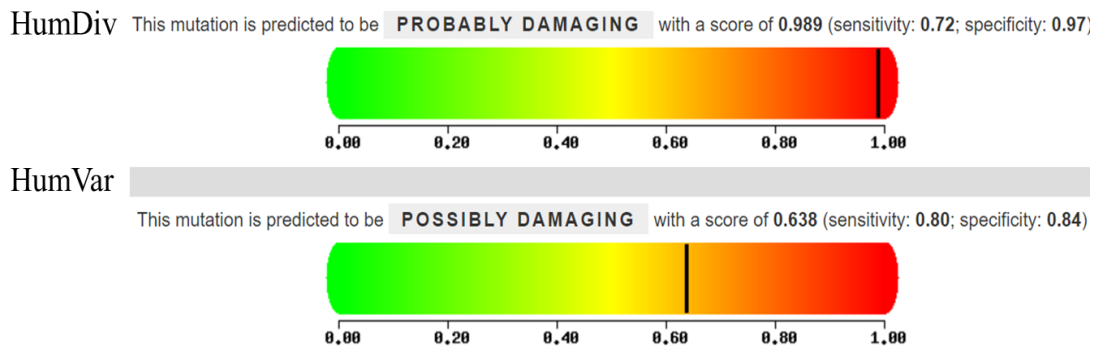 HumDiv This mutation is predicted to be PROBABLY DAMAGING with a score of 0.989 (sensitivity: 0.72; specificity: 0.97)
0.00 0.20 0.40 0.60 0.80 1.00
HumVar
This mutation is predicted to be POSSIBLY DAMAGING with a score of 0.638 (sensitivity: 0.80; specificity: 0.84)
0.00 0.20 0.40 0.60 0.80 1.00